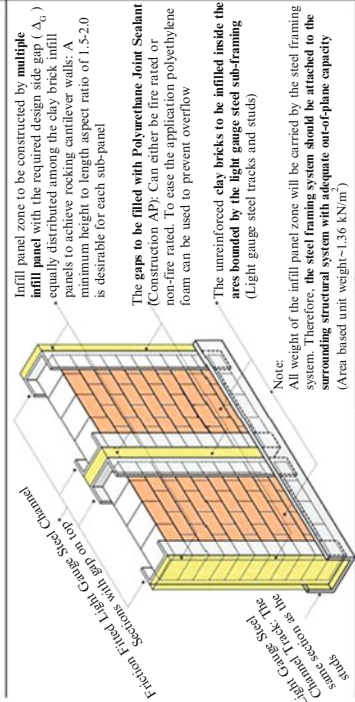 Infill panel zone to be constructed by multiple
infill panel with the required design side gap ( Δ_G )
equally distributed among the clay brick infill
panels to achieve rocking cantilever walls: A
minimum height to length aspect ratio of 1.5-2.0
is desirable for each sub-panel
The gaps to be filled with Polyurethane Joint Sealant
(Construction AP): Can either be fire rated or
non-fire rated. To ease the application polyethylene
foam can be used to prevent overflow
The unreinforced clay bricks to be infilled inside the
ares bounded by the light gauge steel sub-framing
(Light gauge steel tracks and studs)
Note:
All weight of the infill panel zone will be carried by the steel framing
system. Therefore, the steel framing system should be attached to the
surrounding structural system with adequate out-of-plane capacity
(Area based unit weight~1.36 kN/m²)
Friction Fitted Light Gauge Steel Channel
Sections with gap on top
Light Gauge Steel
Channel Track: The
same section as the
studs